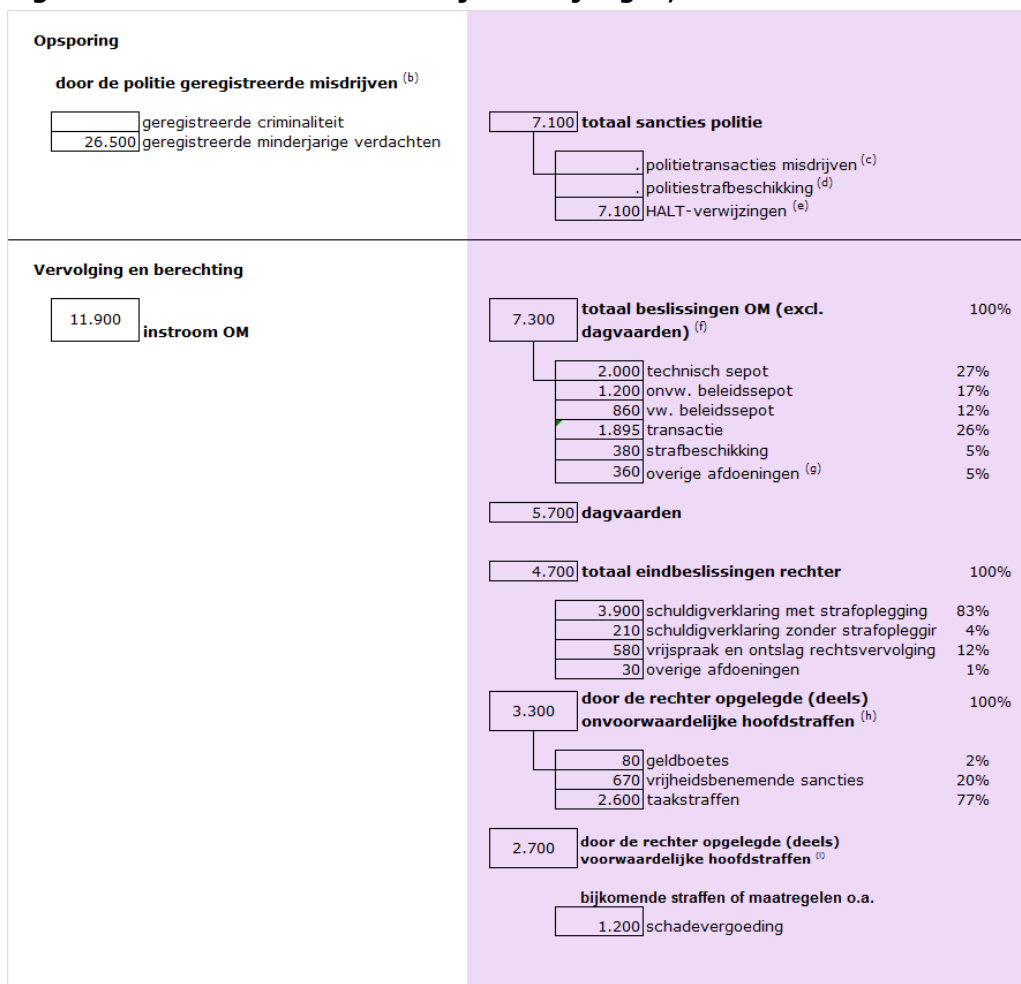 Opsporing
door de politie geregistreerde misdrijven (b)
geregistreerde criminaliteit
26.500 geregistreerde minderjarige verdachten
7.100 totaal sancties politie
. politietransacties misdrijven (c)
. politiestrafbeschikking (d)
7.100 HALT-verwijzingen (e)
Vervolging en berechting
11.900 instroom OM
7.300 totaal beslissingen OM (excl. 100%
dagvaarden) (f)
2.000 technisch sepot 27%
1.200 onvw. beleidssepot 17%
860 vw. beleidssepot 12%
1.895 transactie 26%
380 strafbeschikking 5%
360 overige afdoeningen (g) 5%
5.700 dagvaarden
4.700 totaal eindbeslissingen rechter 100%
3.900 schuldigverklaring met strafoplegging 83%
210 schuldigverklaring zonder strafopleggir 4%
580 vrijspraak en ontslag rechtsvervolging 12%
30 overige afdoeningen 1%
3.300 door de rechter opgelegde (deels) 100%
onvoorwaardelijke hoofdstraffen (h)
80 geldboetes 2%
670 vrijheidsbenemende sancties 20%
2.600 taakstraffen 77%
2.700 door de rechter opgelegde (deels)
voorwaardelijke hoofdstraffen (i)
bijkomende straffen of maatregelen o.a.
1.200 schadevergoeding